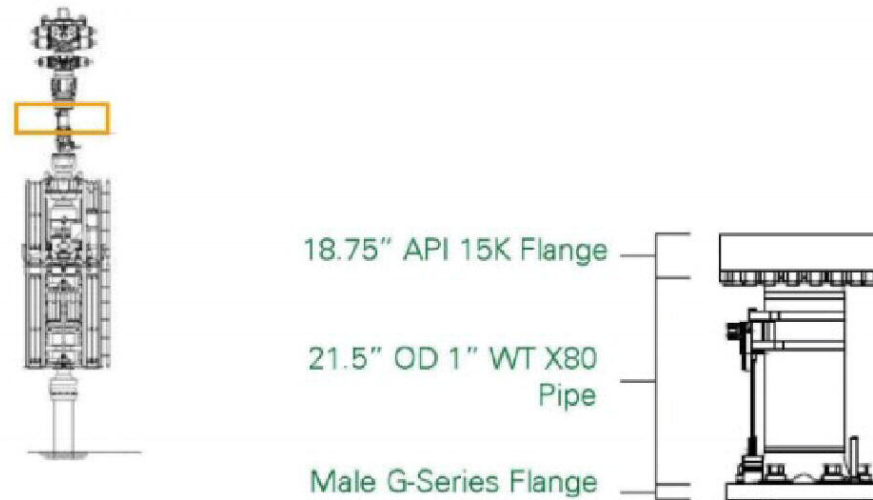 18.75” API 15K Flange
21.5” OD 1” WT X80
Pipe
Male G-Series Flange